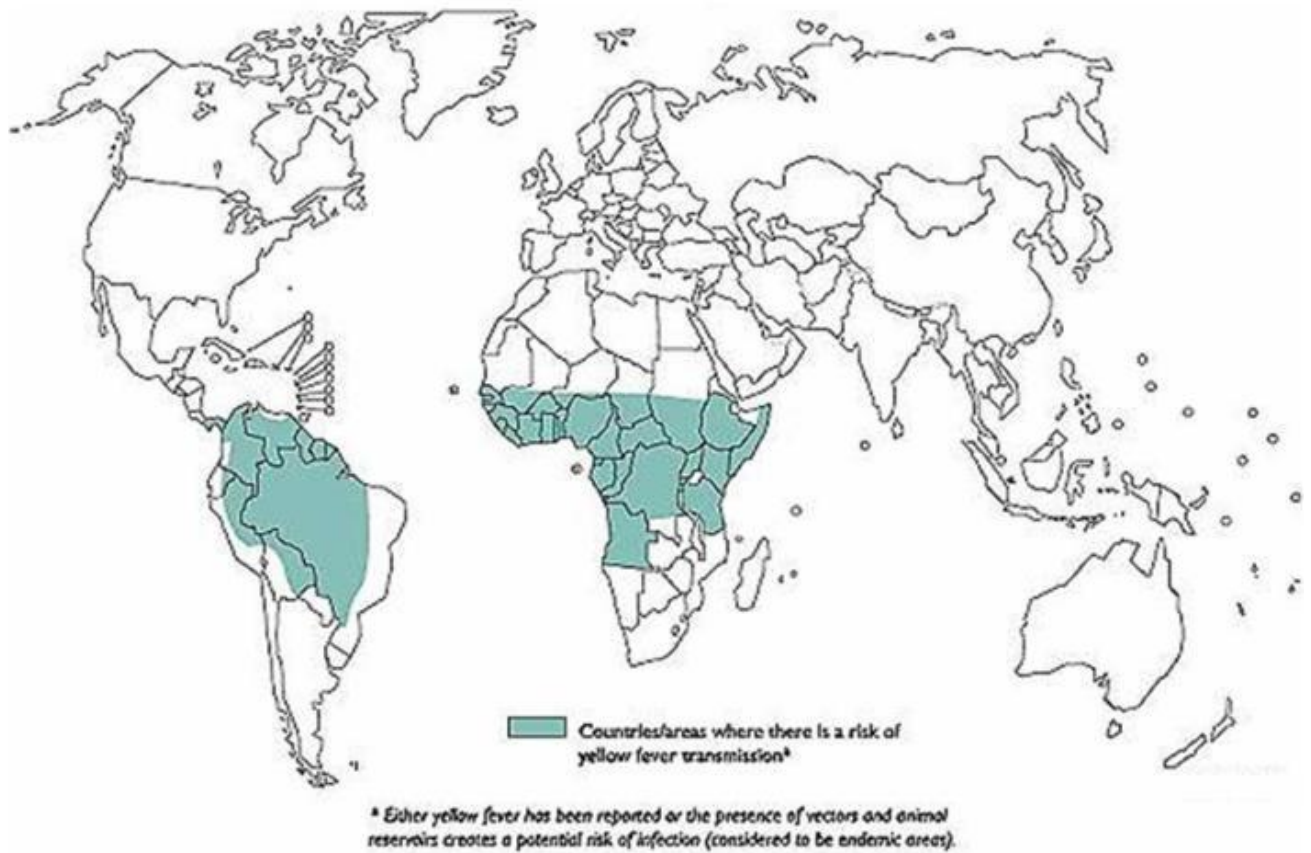 Countries/areas where there is a risk of
yellow fever transmission*
* Either yellow fever has been reported or the presence of vectors and animal
reservoirs creates a potential risk of infection (considered to be endemic areas).